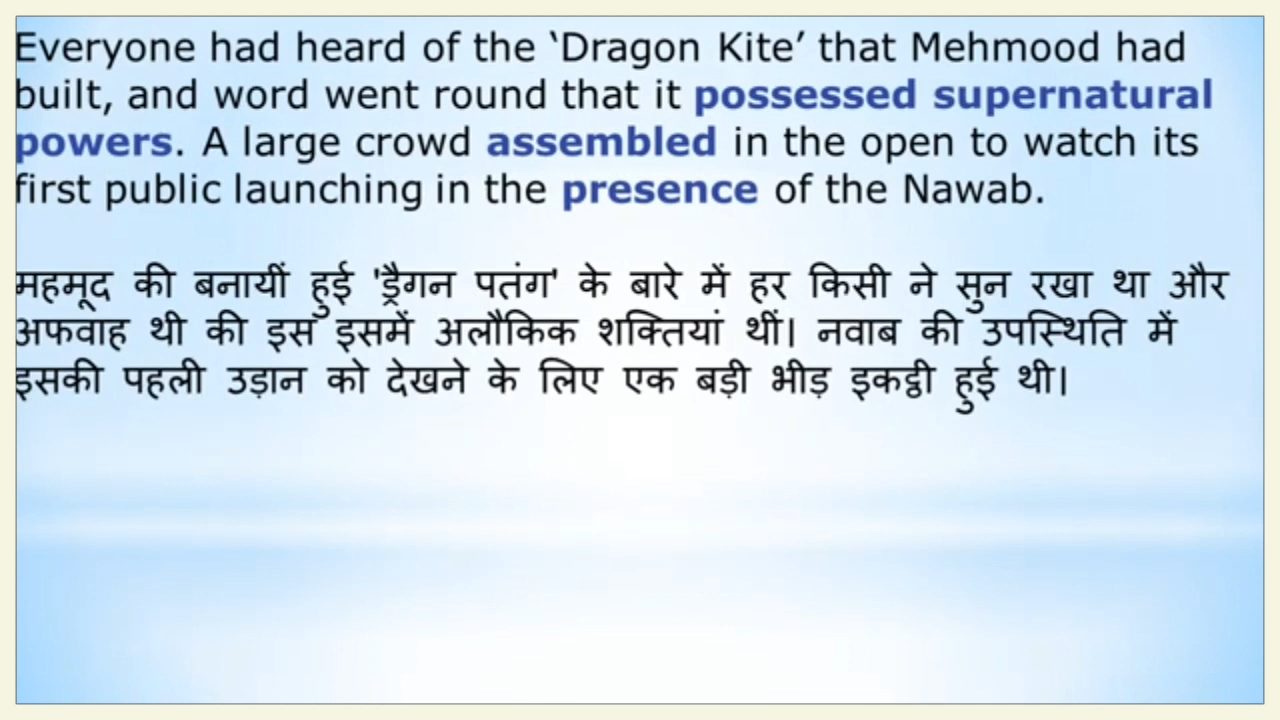 Everyone had heard of the ‘Dragon Kite’ that Mehmood had
built, and word went round that it possessed supernatural
powers. A large crowd assembled in the open to watch its
first public launching in the presence of the Nawab.
महमूद की बनायीं हुई 'ड्रैगन पतंग' के बारे में हर किसी ने सुन रखा था और
अफवाह थी की इस इसमें अलौकिक शक्तियां थीं। नवाब की उपस्थिति में
इसकी पहली उड़ान को देखने के लिए एक बड़ी भीड़ इकट्ठी हुई थी।